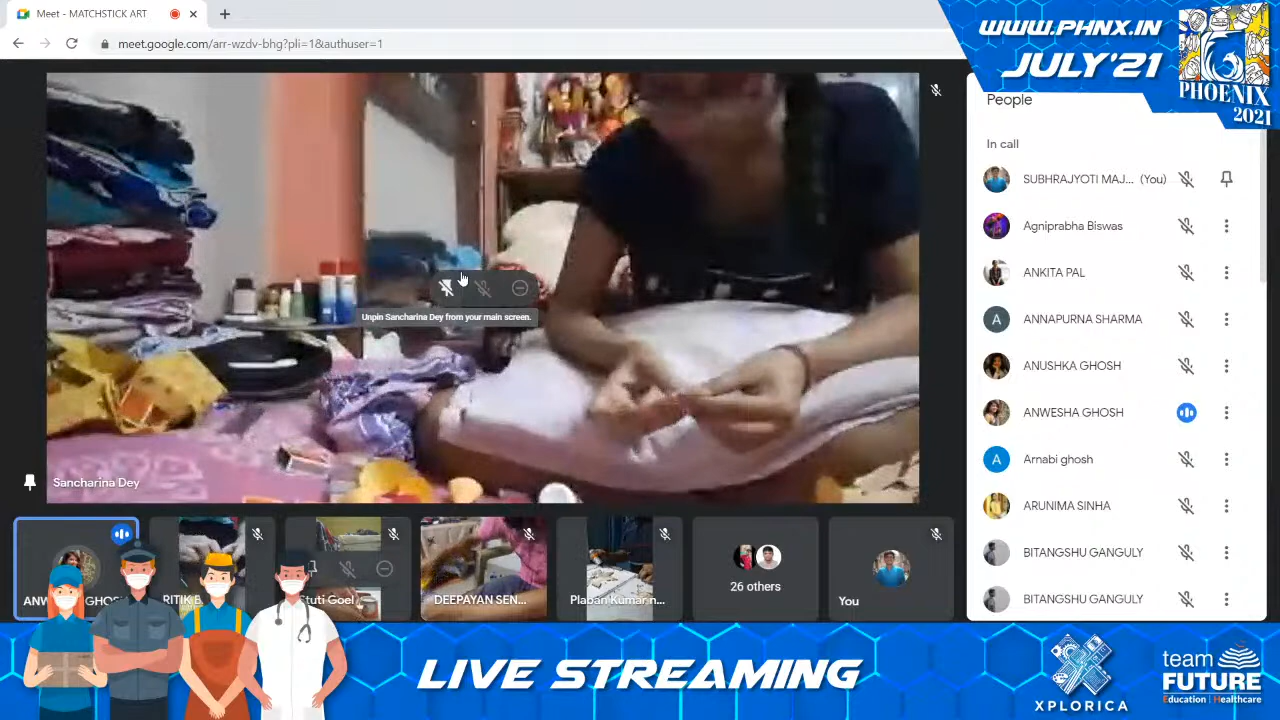 Meet - MATCHSTICK ART
meet.google.com/arr-wzdv-bhg?pli=1&authuser=1
WWW.PHNX.IN
JULY'21
PHOENIX
2021
People
In call
SUBHRAJYOTI MAJ... (You)
Agniprabha Biswas
ANKITA PAL
A ANNAPURNA SHARMA
ANUSHKA GHOSH
ANWESHA GHOSH
A Arnabi ghosh
ARUNIMA SINHA
BITANGSHU GANGULY
BITANGSHU GANGULY
Unpin Sancharina Dey from your main screen.
Sancharina Dey
Stuti Goel
DEEPAYAN SEN...
Plaban Kumar n...
26 others
You
LIVE STREAMING
XPLORICA
team
FUTURE
Education | Healthcare